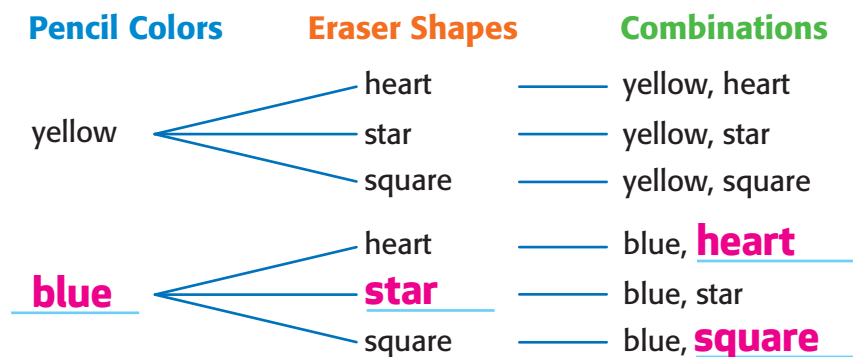 Pencil Colors Eraser Shapes Combinations
heart yellow, heart
yellow star yellow, star
square yellow, square
heart blue, heart
blue star blue, star
square blue, square